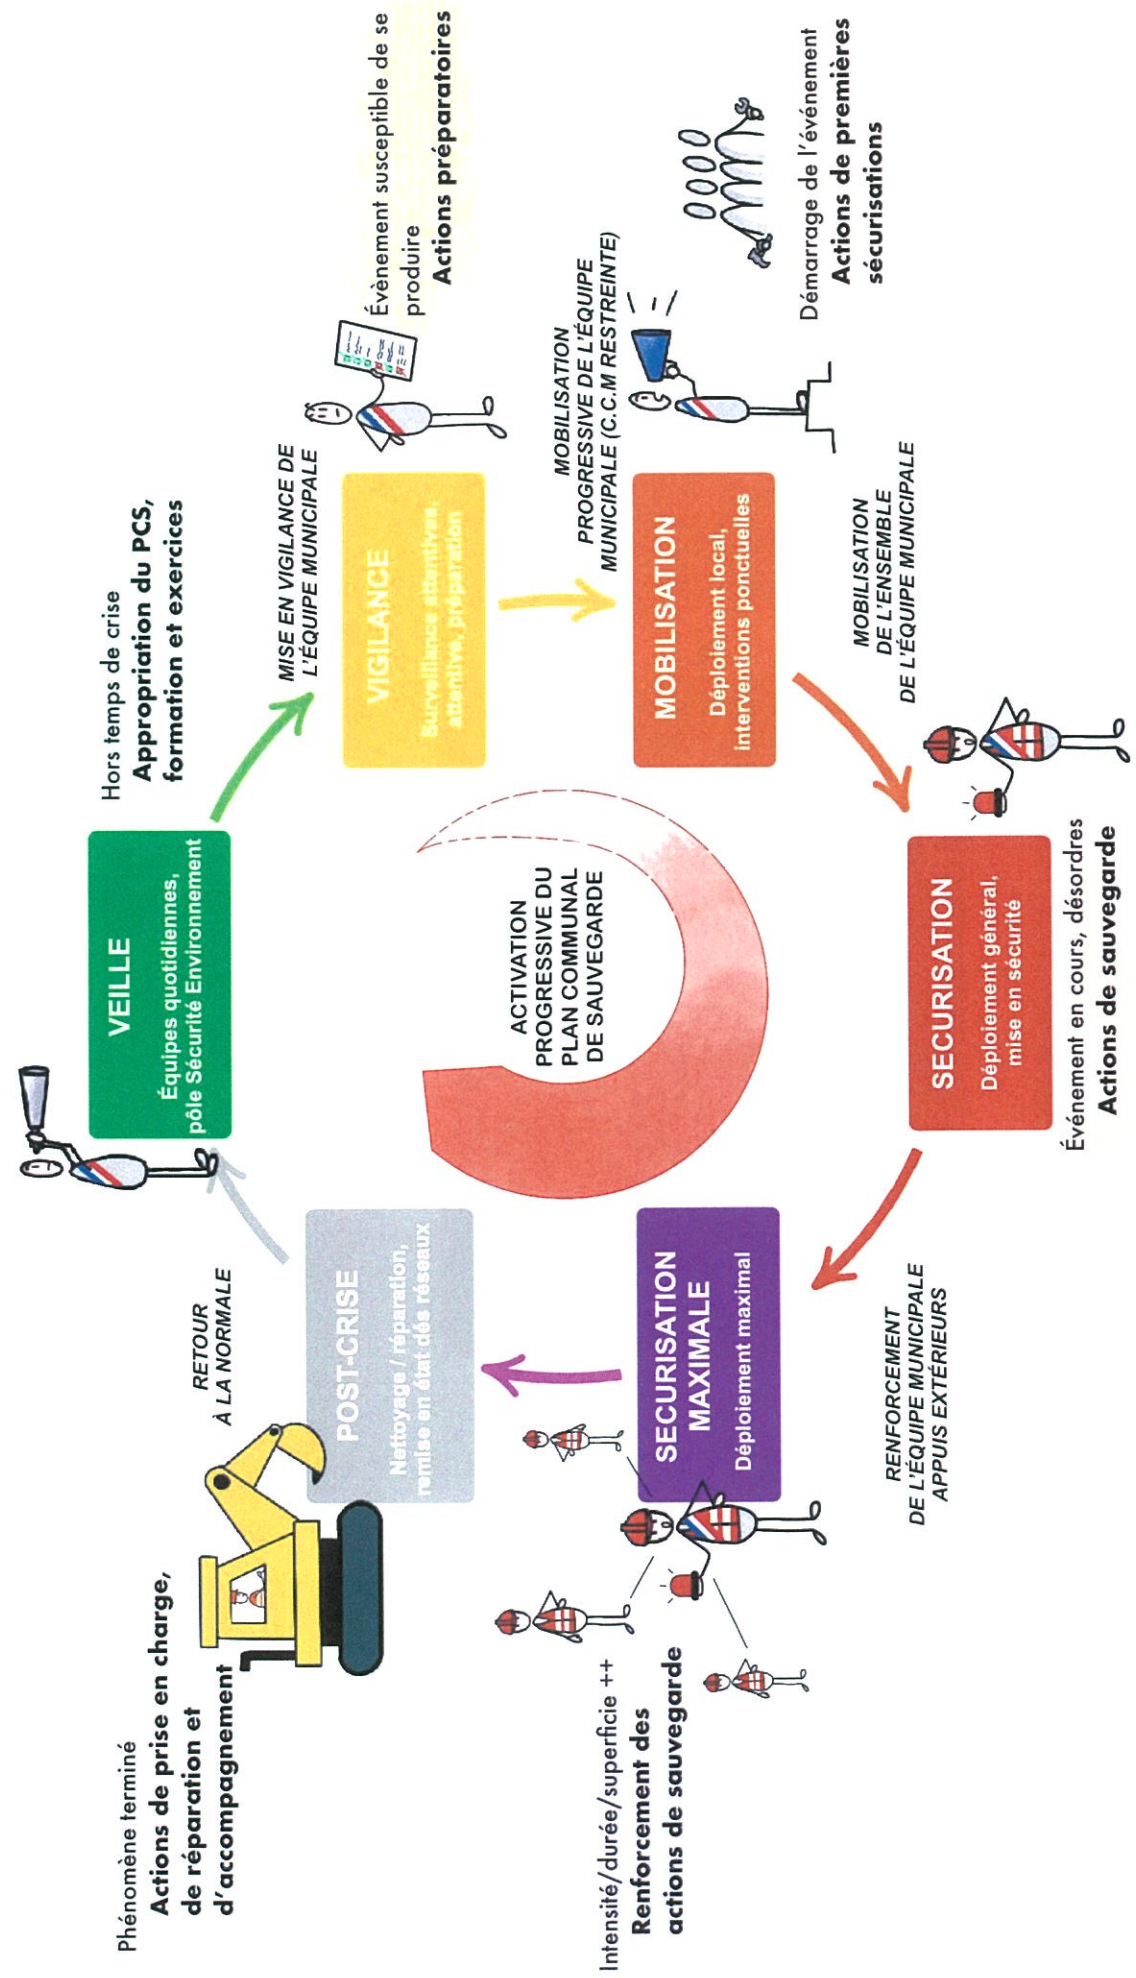 Hors temps de crise
Appropriation du PCS,
formation et exercices
VEILLE
Équipes quotidiennes,
pôle Sécurité Environnement
MISE EN VIGILANCE DE
L'ÉQUIPE MUNICIPALE
Évènement susceptible de se
produire
Actions préparatoires
VIGILANCE
Surveillance attentives,
attentive, préparation
MOBILISATION
PROGRESSIVE DE L'ÉQUIPE
MUNICIPALE (C.C.M RESTREINTE)
MOBILISATION
Déploiement local,
interventions ponctuelles
Démarrage de l'événement
Actions de premières
sécurisations
MOBILISATION
DE L'ENSEMBLE
DE L'ÉQUIPE MUNICIPALE
SECURISATION
Déploiement général,
mise en sécurité
Événement en cours, désordres
Actions de sauvegarde
RENFORCEMENT
DE L'ÉQUIPE MUNICIPALE
APPUIS EXTÉRIEURS
SECURISATION
MAXIMALE
Déploiement maximal
Intensité/durée/superficie ++
Renforcement des
actions de sauvegarde
POST-CRISE
Nettoyage / réparation,
remise en état des réseaux
Phénomène terminé
Actions de prise en charge,
de réparation et
d'accompagnement
RETOUR
À LA NORMALE
ACTIVATION
PROGRESSIVE DU
PLAN COMMUNAL
DE SAUVEGARDE